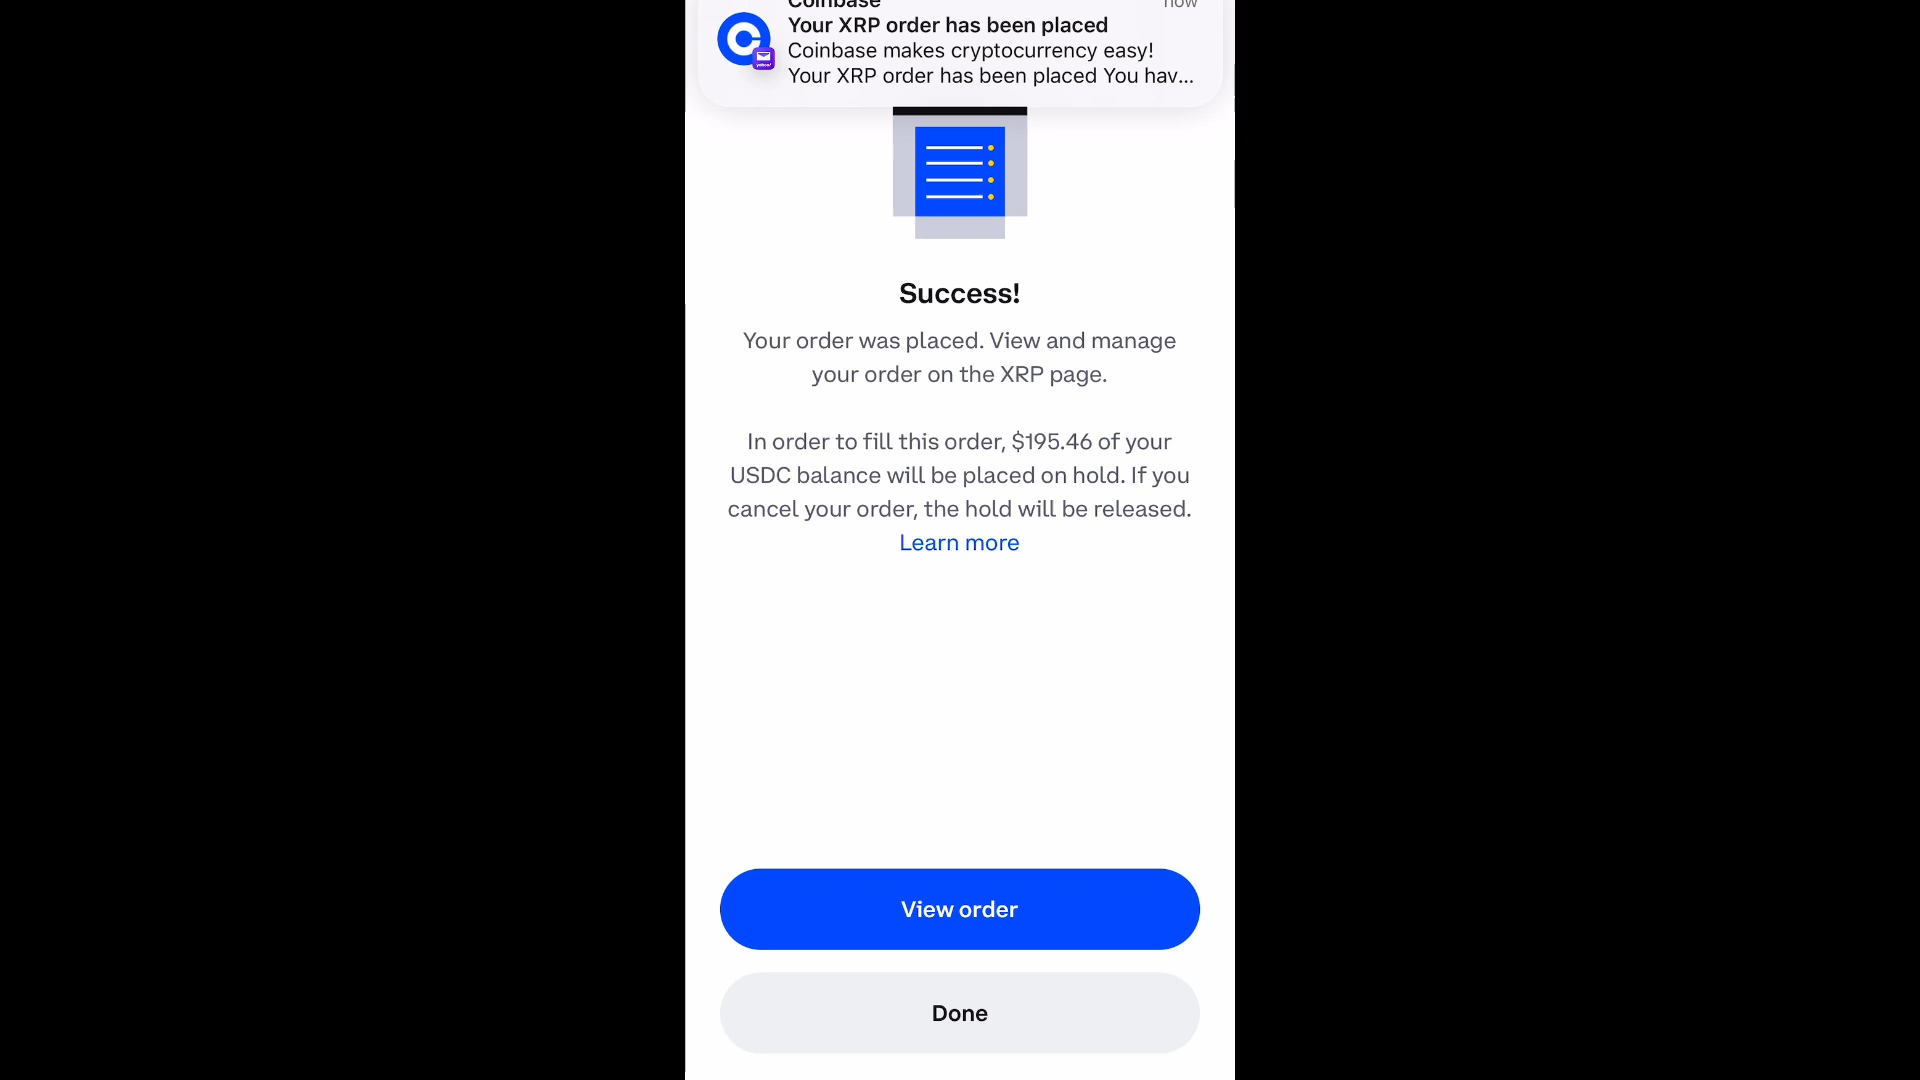 Coinbase
now
Your XRP order has been placed
Coinbase makes cryptocurrency easy!
Your XRP order has been placed You hav...
Success!
Your order was placed. View and manage
your order on the XRP page.
In order to fill this order, $195.46 of your
USDC balance will be placed on hold. If you
cancel your order, the hold will be released.
Learn more
View order
Done